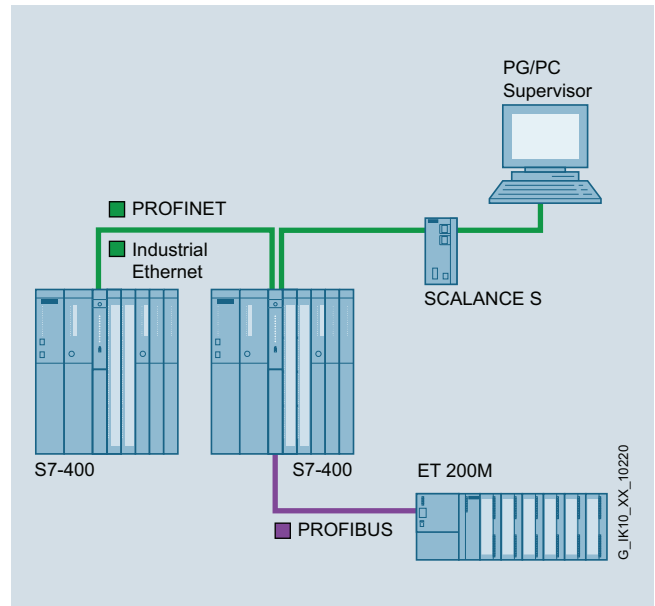 PG/PC
Supervisor
PROFINET
Industrial
Ethernet
SCALANCE S
S7-400
S7-400
ET 200M
PROFIBUS
G_IK10_XX_10220